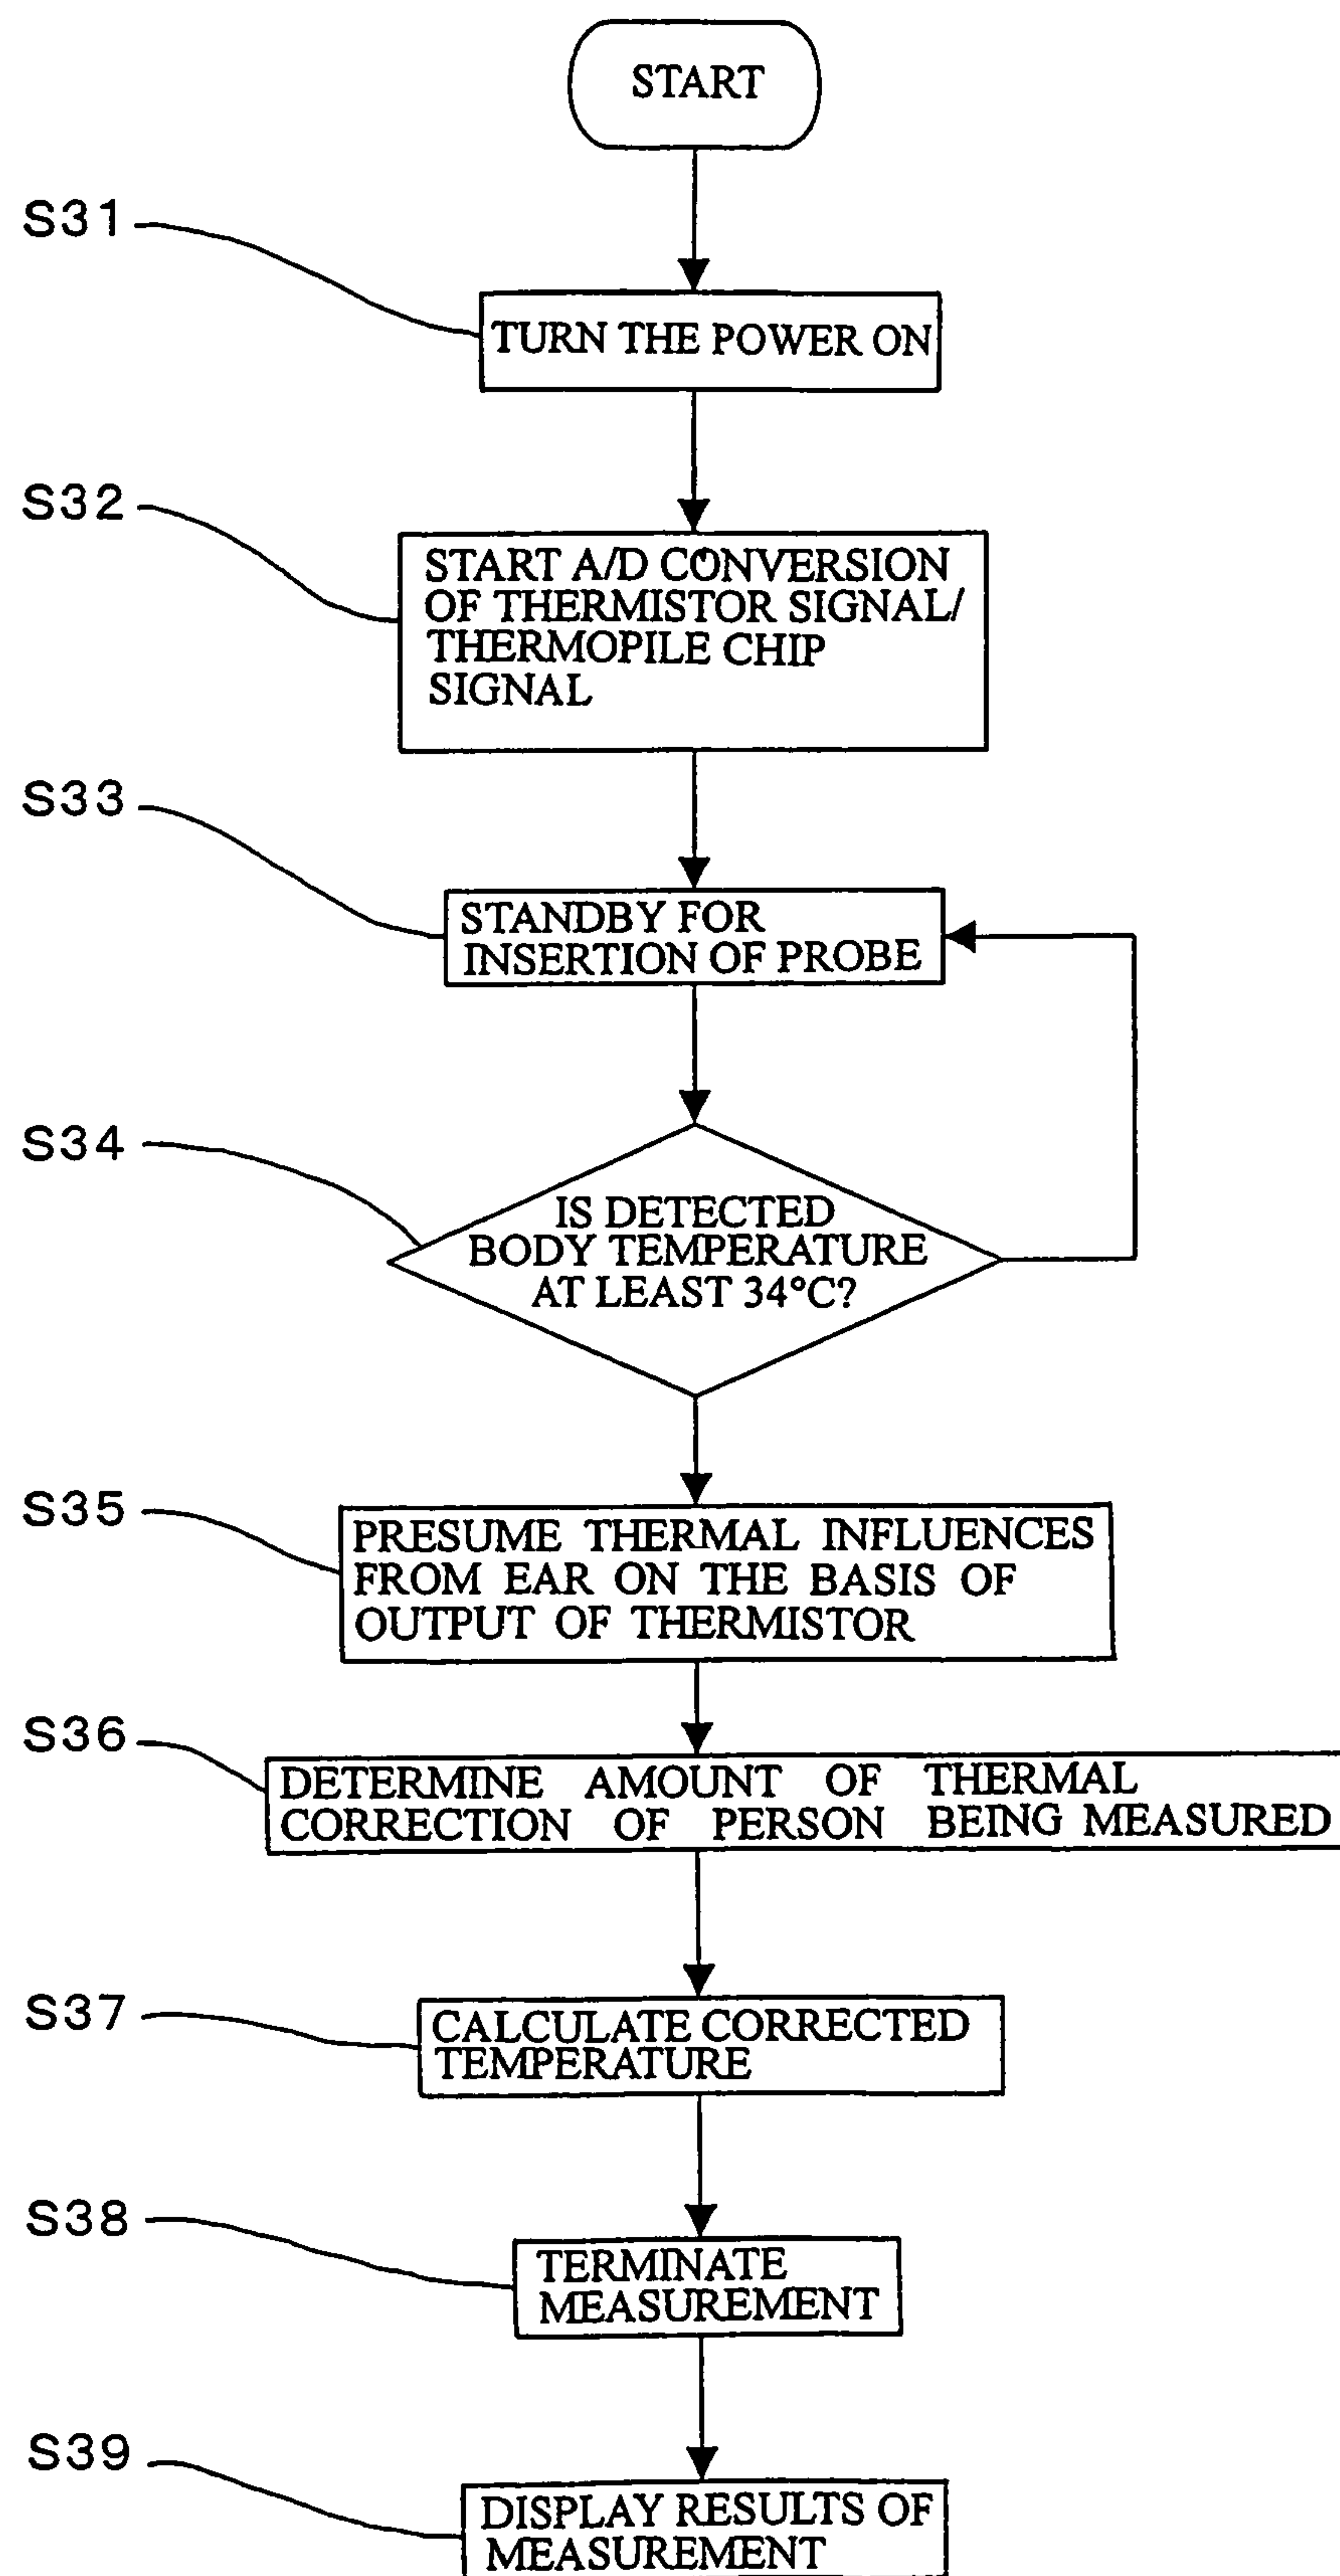 START
S31
TURN THE POWER ON
S32
START A/D CONVERSION
OF THERMISTOR SIGNAL/
THERMOPILE CHIP
SIGNAL
S33
STANDBY FOR
INSERTION OF PROBE
S34
IS DETECTED
BODY TEMPERATURE
AT LEAST 34°C?
S35
PRESUME THERMAL INFLUENCES
FROM EAR ON THE BASIS OF
OUTPUT OF THERMISTOR
S36
DETERMINE AMOUNT OF THERMAL
CORRECTION OF PERSON BEING MEASURED
S37
CALCULATE CORRECTED
TEMPERATURE
S38
TERMINATE
MEASUREMENT
S39
DISPLAY RESULTS OF
MEASUREMENT